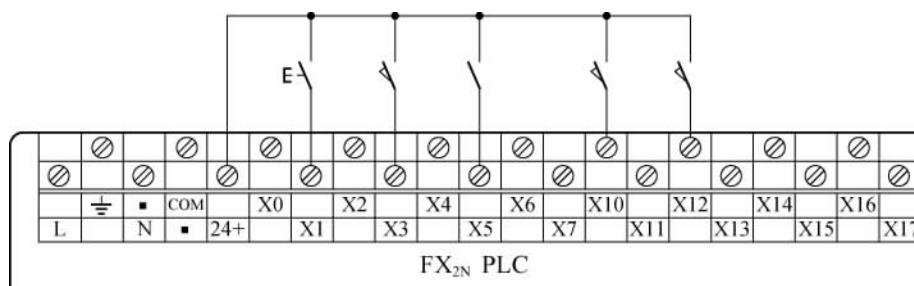 E
COM X0 X2 X4 X6 X10 X12 X14 X16
L N 24+ X1 X3 X5 X7 X11 X13 X15 X17
FX2N PLC